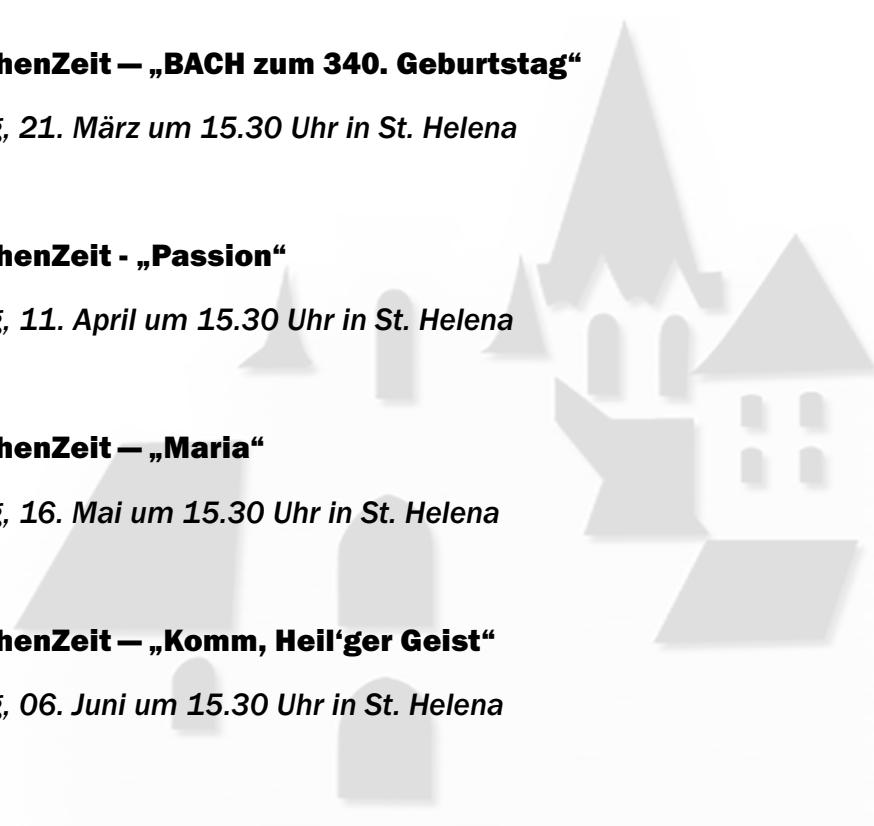 henZeit — „BACH zum 340. Geburtstag“
g, 21. März um 15.30 Uhr in St. Helena
henZeit - „Passion“
g, 11. April um 15.30 Uhr in St. Helena
henZeit — „Maria“
g, 16. Mai um 15.30 Uhr in St. Helena
henZeit — „Komm, Heil‘ger Geist“
g, 06. Juni um 15.30 Uhr in St. Helena